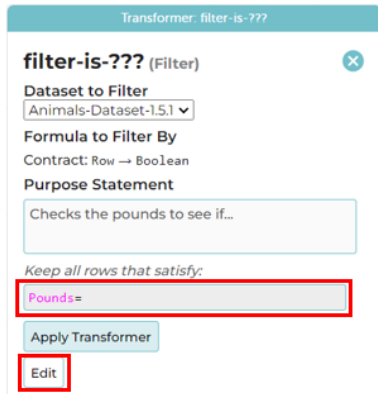 Transformer: filter-is-???
filter-is-??? (Filter)
Dataset to Filter
Animals-Dataset-1.5.1
Formula to Filter By
Contract: Row → Boolean
Purpose Statement
Checks the pounds to see if...
Keep all rows that satisfy:
Pounds=
Apply Transformer
Edit